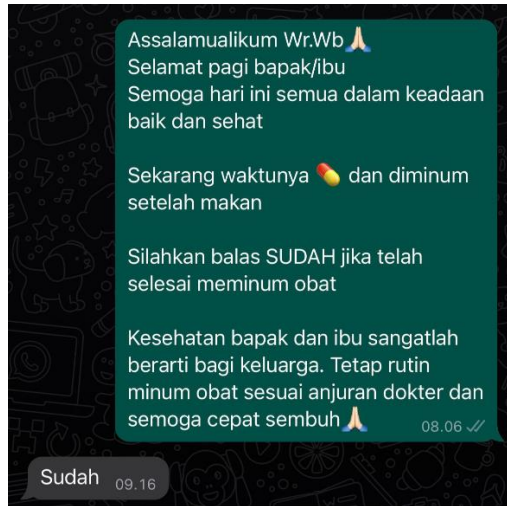 Assalamualikum Wr.Wb🙏🏻
Selamat pagi bapak/ibu
Semoga hari ini semua dalam keadaan
baik dan sehat
Sekarang waktunya 💊 dan diminum
setelah makan
Silahkan balas SUDAH jika telah
selesai meminum obat
Kesehatan bapak dan ibu sangatlah
berarti bagi keluarga. Tetap rutin
minum obat sesuai anjuran dokter dan
semoga cepat sembuh🙏🏻 08.06
Sudah 09.16